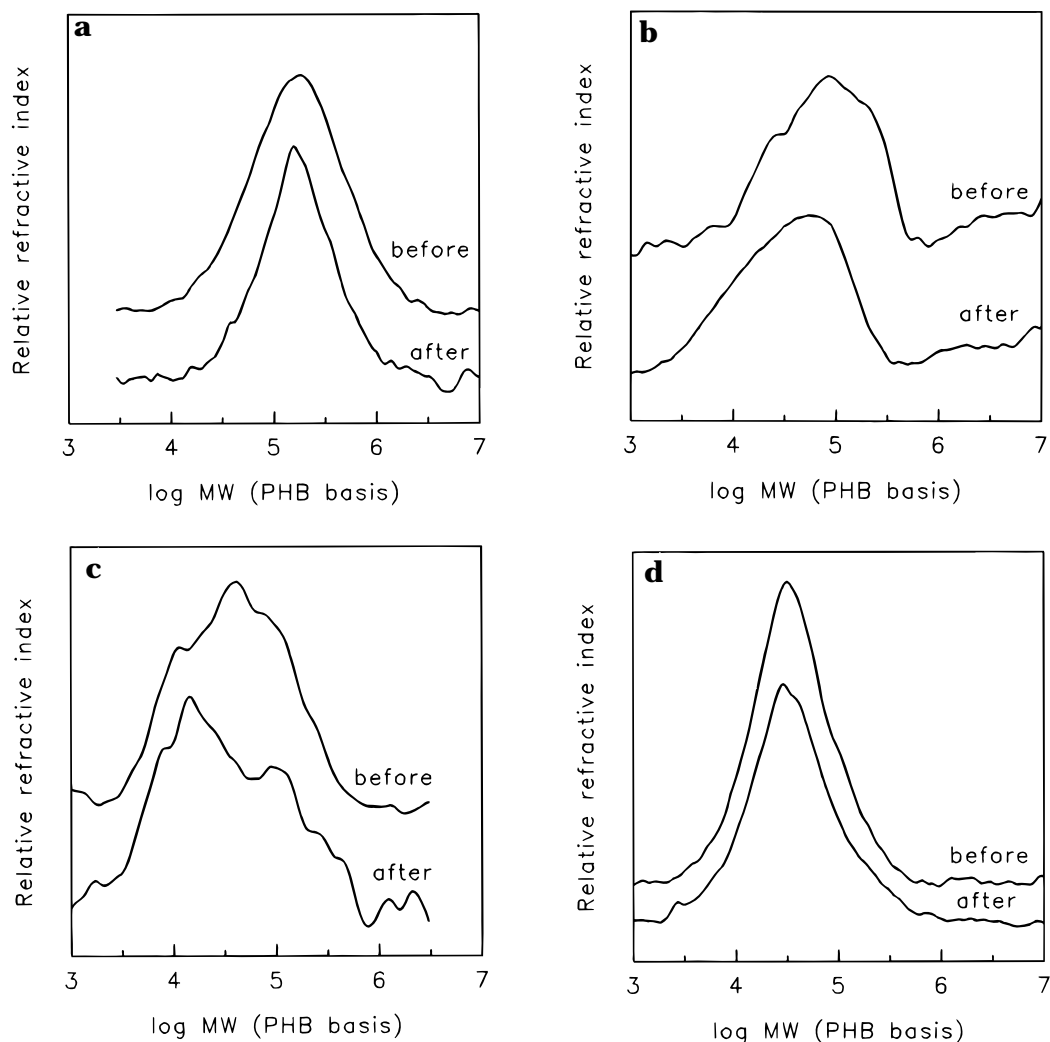 a
Relative refractive index
before
after
3 4 5 6 7
log MW (PHB basis)
b
Relative refractive index
before
after
3 4 5 6 7
log MW (PHB basis)
c
Relative refractive index
before
after
3 4 5 6 7
log MW (PHB basis)
d
Relative refractive index
before
after
3 4 5 6 7
log MW (PHB basis)